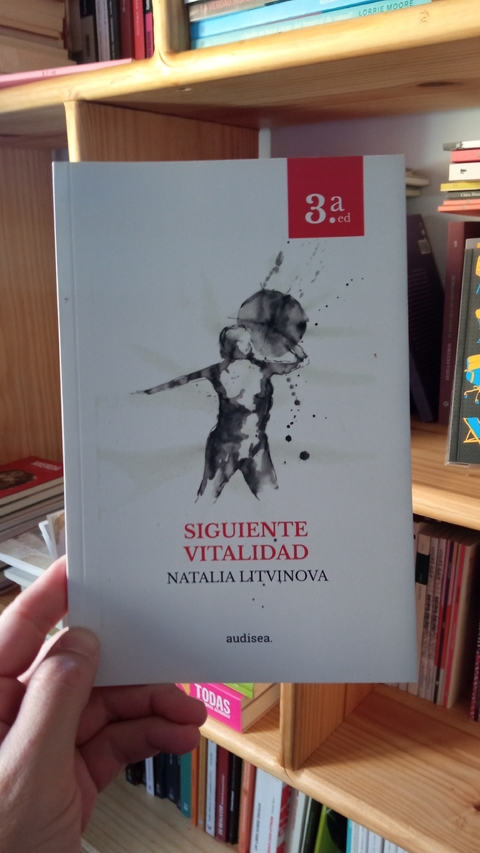 LORRIE MOORE
3.a
ed
SIGUIENTE
VITALIDAD
NATALIA LITVINOVA
audisea.
TODAS